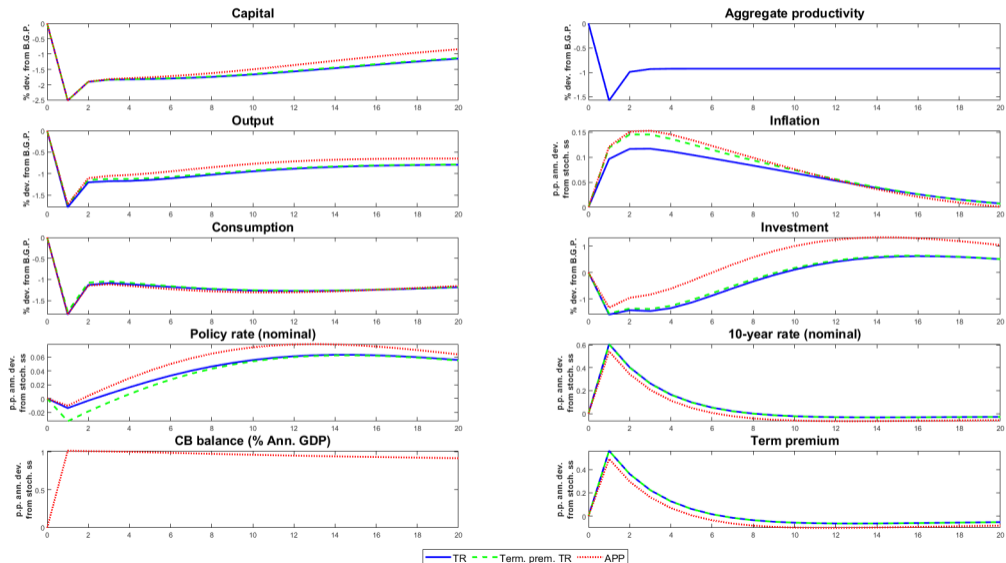 Capital
% dev. from B.G.P.
0
-0.5
-1
-1.5
-2
-2.5
0 2 4 6 8 10 12 14 16 18 20
Aggregate productivity
% dev. from B.G.P.
0
-0.5
-1
-1.5
0 2 4 6 8 10 12 14 16 18 20
Output
% dev. from B.G.P.
0
-0.5
-1
-1.5
0 2 4 6 8 10 12 14 16 18 20
Inflation
p.p. ann. dev.
from stoch. ss
0.15
0.1
0.05
0
0 2 4 6 8 10 12 14 16 18 20
Consumption
% dev. from B.G.P.
0
-0.5
-1
-1.5
0 2 4 6 8 10 12 14 16 18 20
Investment
% dev. from B.G.P.
1
0
-1
0 2 4 6 8 10 12 14 16 18 20
Policy rate (nominal)
p.p. ann. dev.
from stoch. ss
0.06
0.04
0.02
0
-0.02
0 2 4 6 8 10 12 14 16 18 20
10-year rate (nominal)
p.p. ann. dev.
from stoch. ss
0.6
0.4
0.2
0
0 2 4 6 8 10 12 14 16 18 20
CB balance (% Ann. GDP)
p.p. ann. dev.
from stoch. ss
1
0.5
0
0 2 4 6 8 10 12 14 16 18 20
Term premium
p.p. ann. dev.
from stoch. ss
0.4
0.2
0
0 2 4 6 8 10 12 14 16 18 20
TR Term. prem. TR APP